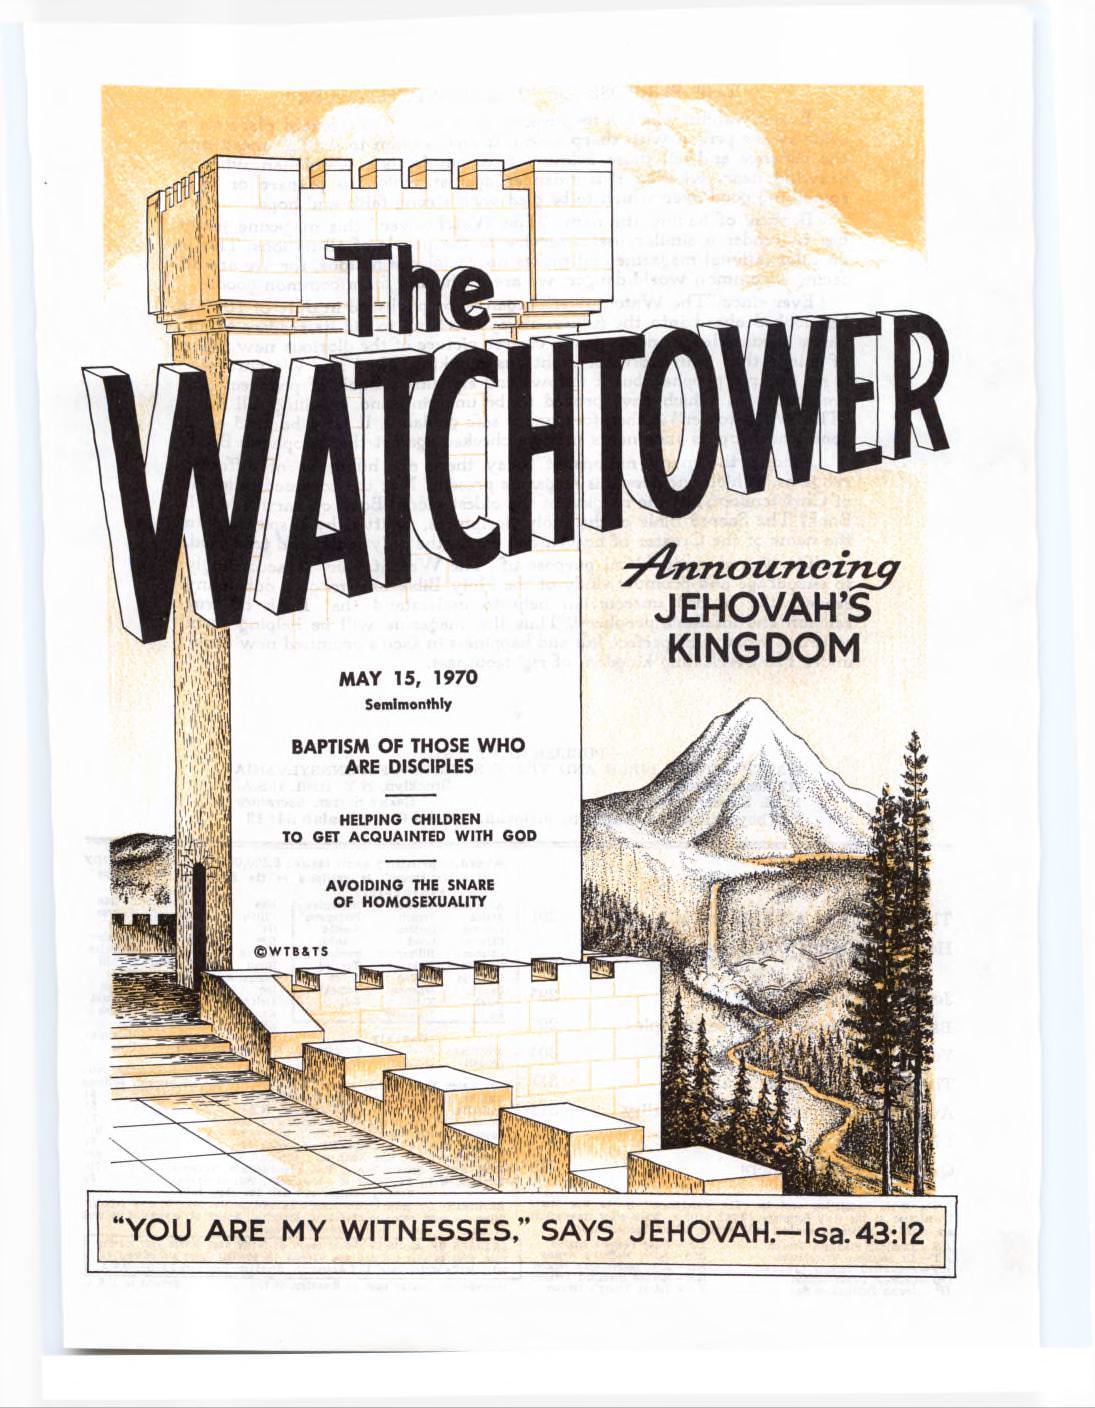 The
WATCHTOWER
Announcing
JEHOVAH'S
KINGDOM
MAY 15, 1970
Semimonthly
BAPTISM OF THOSE WHO
ARE DISCIPLES
HELPING CHILDREN
TO GET ACQUAINTED WITH GOD
AVOIDING THE SNARE
OF HOMOSEXUALITY
©WTB&TS
"YOU ARE MY WITNESSES," SAYS JEHOVAH.—Isa. 43:12